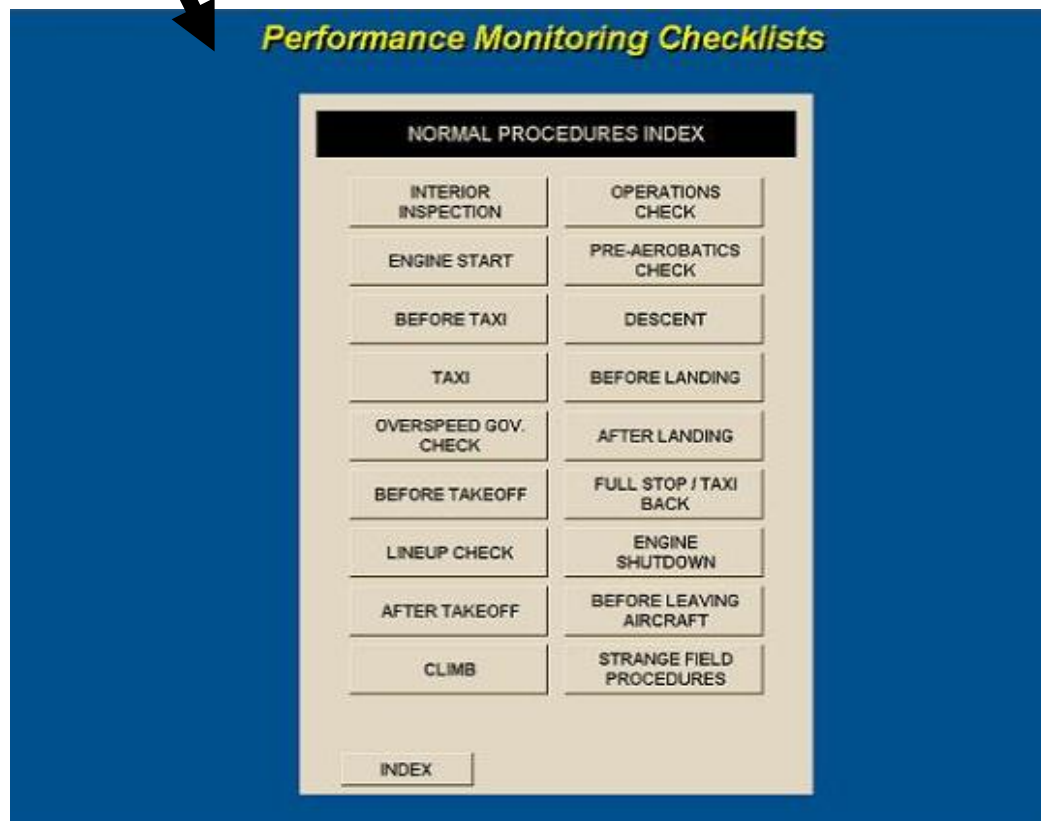 Performance Monitoring Checklists
NORMAL PROCEDURES INDEX
INTERIOR
INSPECTION
OPERATIONS
CHECK
ENGINE START
PRE-AEROBATICS
CHECK
BEFORE TAXI
DESCENT
TAXI
BEFORE LANDING
OVERSPEED GOV.
CHECK
AFTER LANDING
BEFORE TAKEOFF
FULL STOP / TAXI
BACK
LINEUP CHECK
ENGINE
SHUTDOWN
AFTER TAKEOFF
BEFORE LEAVING
AIRCRAFT
CLIMB
STRANGE FIELD
PROCEDURES
INDEX